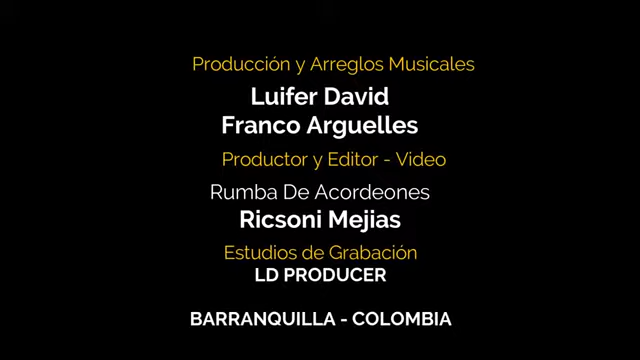 Producción y Arreglos Musicales
Luifer David
Franco Arguelles
Productor y Editor - Video
Rumba De Acordeones
Ricsoni Mejias
Estudios de Grabación
LD PRODUCER
BARRANQUILLA - COLOMBIA